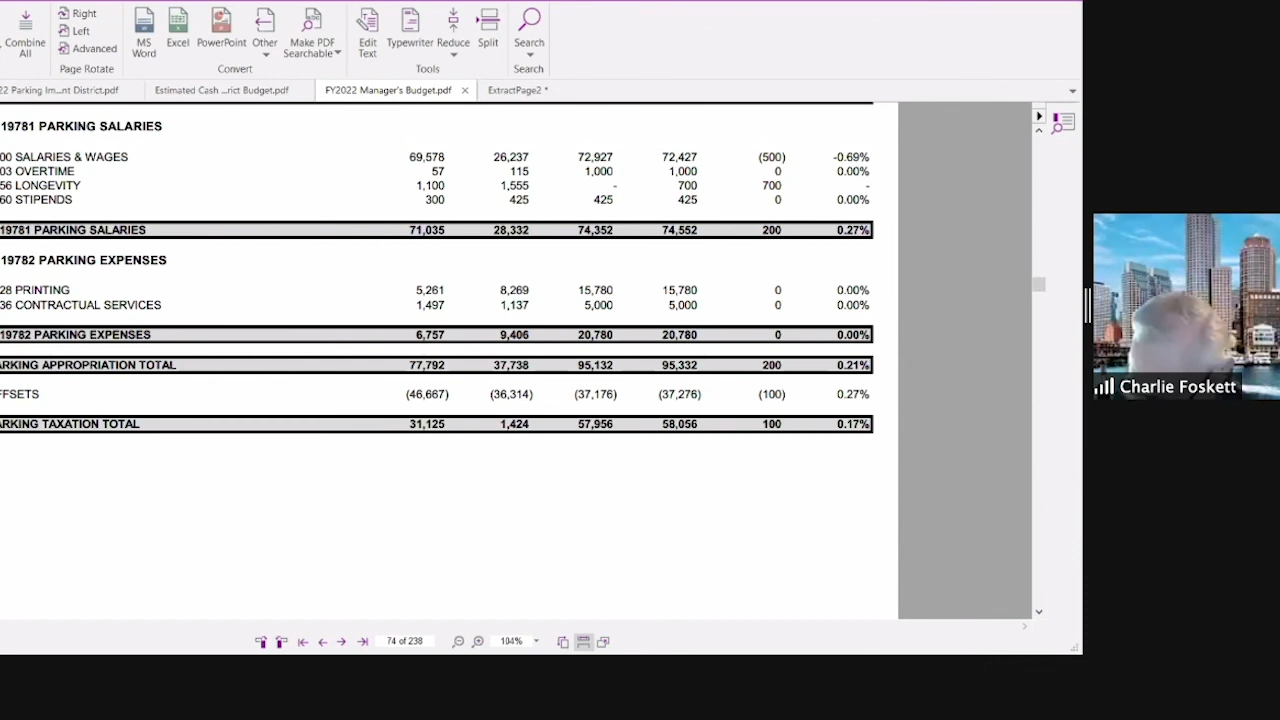 Combine All
Right
Left
Advanced
Page Rotate
MS Word
Excel
PowerPoint
Other
Make PDF Searchable
Convert
Edit Text
Typewriter
Reduce
Split
Tools
Search
Search
22 Parking Im...nt District.pdf
Estimated Cash ...rict Budget.pdf
FY2022 Manager's Budget.pdf
ExtractPage2 *
19781 PARKING SALARIES
00 SALARIES & WAGES 69,578 26,237 72,927 72,427 (500) -0.69%
03 OVERTIME 57 115 1,000 1,000 0 0.00%
56 LONGEVITY 1,100 1,555 - 700 700 -
60 STIPENDS 300 425 425 425 0 0.00%
19781 PARKING SALARIES 71,035 28,332 74,352 74,552 200 0.27%
19782 PARKING EXPENSES
28 PRINTING 5,261 8,269 15,780 15,780 0 0.00%
36 CONTRACTUAL SERVICES 1,497 1,137 5,000 5,000 0 0.00%
19782 PARKING EXPENSES 6,757 9,406 20,780 20,780 0 0.00%
ARKING APPROPRIATION TOTAL 77,792 37,738 95,132 95,332 200 0.21%
FFSETS (46,667) (36,314) (37,176) (37,276) (100) 0.27%
ARKING TAXATION TOTAL 31,125 1,424 57,956 58,056 100 0.17%
74 of 238
104%
Charlie Foskett